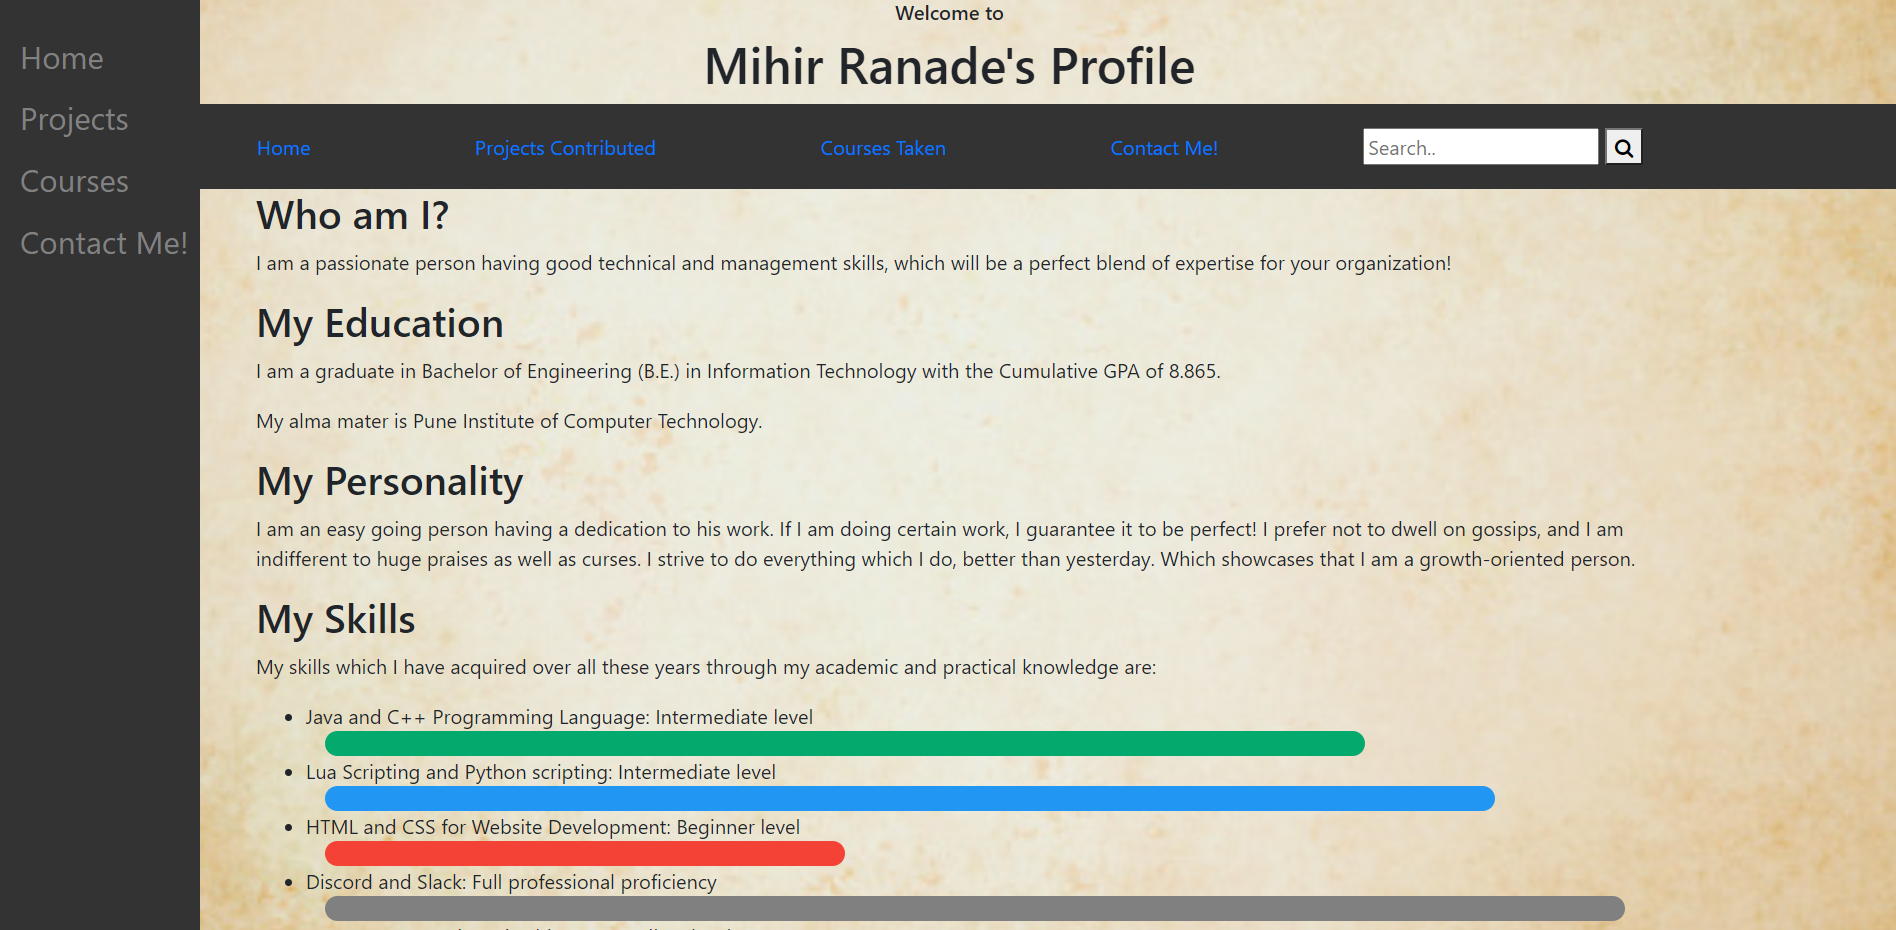 Home
Projects
Courses
Contact Me!
Welcome to
Mihir Ranade's Profile
Home Projects Contributed Courses Taken Contact Me! Search..
Who am I?
I am a passionate person having good technical and management skills, which will be a perfect blend of expertise for your organization!
My Education
I am a graduate in Bachelor of Engineering (B.E.) in Information Technology with the Cumulative GPA of 8.865.
My alma mater is Pune Institute of Computer Technology.
My Personality
I am an easy going person having a dedication to his work. If I am doing certain work, I guarantee it to be perfect! I prefer not to dwell on gossips, and I am
indifferent to huge praises as well as curses. I strive to do everything which I do, better than yesterday. Which showcases that I am a growth-oriented person.
My Skills
My skills which I have acquired over all these years through my academic and practical knowledge are:
• Java and C++ Programming Language: Intermediate level
• Lua Scripting and Python scripting: Intermediate level
• HTML and CSS for Website Development: Beginner level
• Discord and Slack: Full professional proficiency